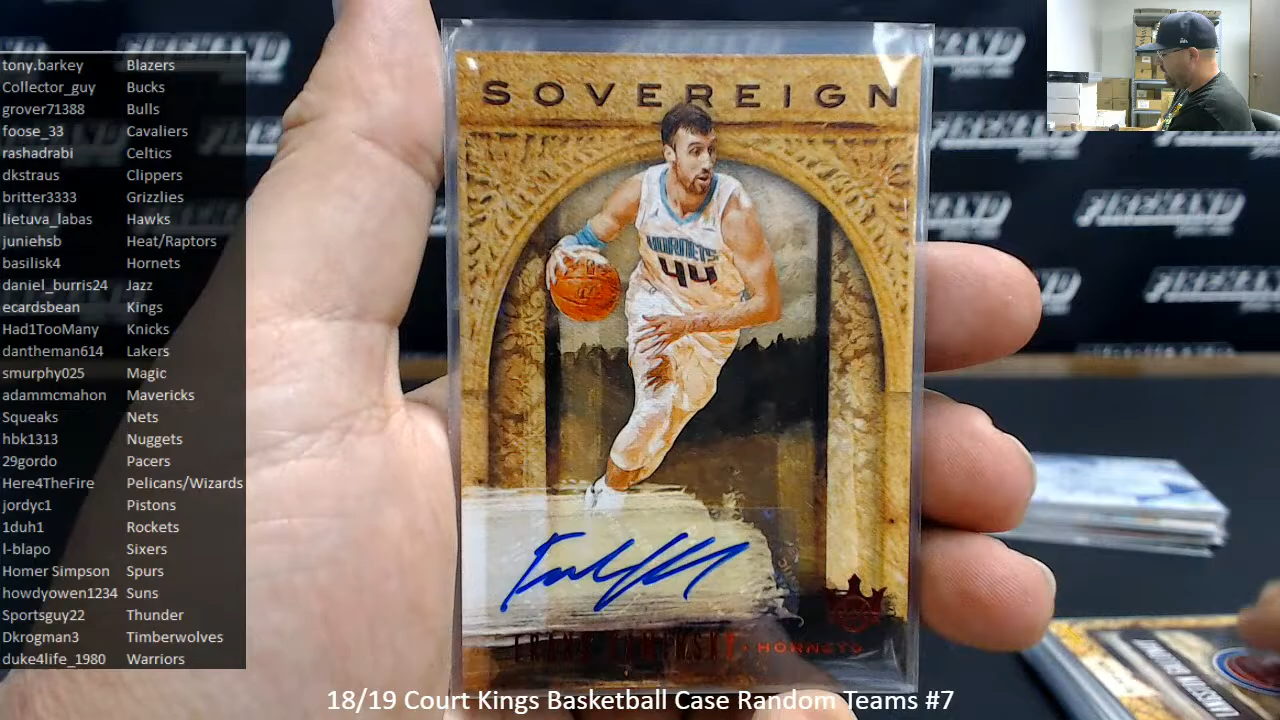 tony.barkey Blazers
Collector_guy Bucks
grover71388 Bulls
foose_33 Cavaliers
rashadrabi Celtics
dkstraus Clippers
britter3333 Grizzlies
lietuva_labas Hawks
juniehsb Heat/Raptors
basilisk4 Hornets
daniel_burris24 Jazz
ecardsbean Kings
Had1TooMany Knicks
dantheman614 Lakers
smurphy025 Magic
adammcmahon Mavericks
Squeaks Nets
hbk1313 Nuggets
29gordo Pacers
Here4TheFire Pelicans/Wizards
jordyc1 Pistons
1duh1 Rockets
l-blapo Sixers
Homer Simpson Spurs
howdyowen1234 Suns
Sportsguy22 Thunder
Dkrogman3 Timberwolves
duke4life_1980 Warriors
SOVEREIGN
HORNETS
44
FRANK KAMINSKY • HORNETS
FIREHAND
18/19 Court Kings Basketball Case Random Teams #7